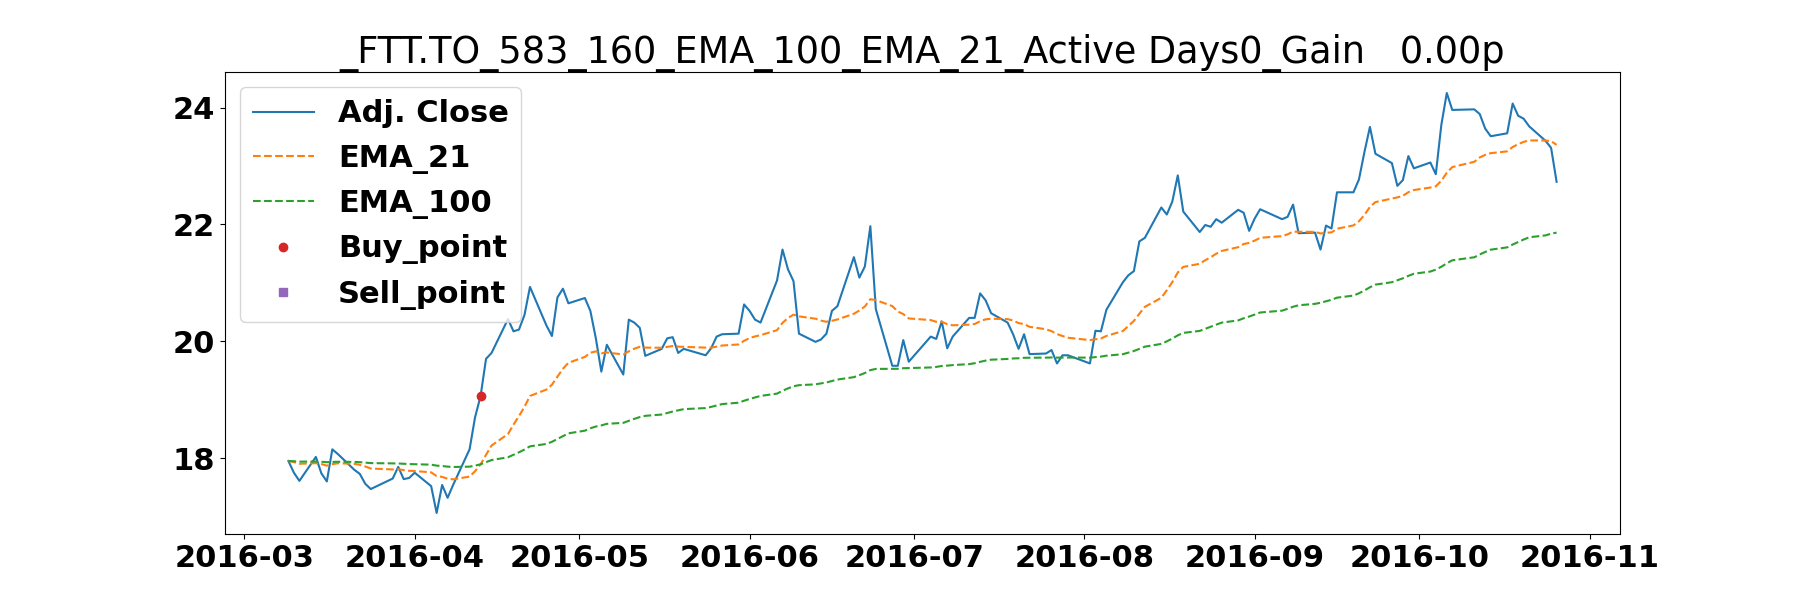 _FTT.TO_583_160_EMA_100_EMA_21_Active Days0_Gain   0.00p
Adj. Close
EMA_21
EMA_100
Buy_point
Sell_point
24
22
20
18
2016-03 2016-04 2016-05 2016-06 2016-07 2016-08 2016-09 2016-10 2016-11